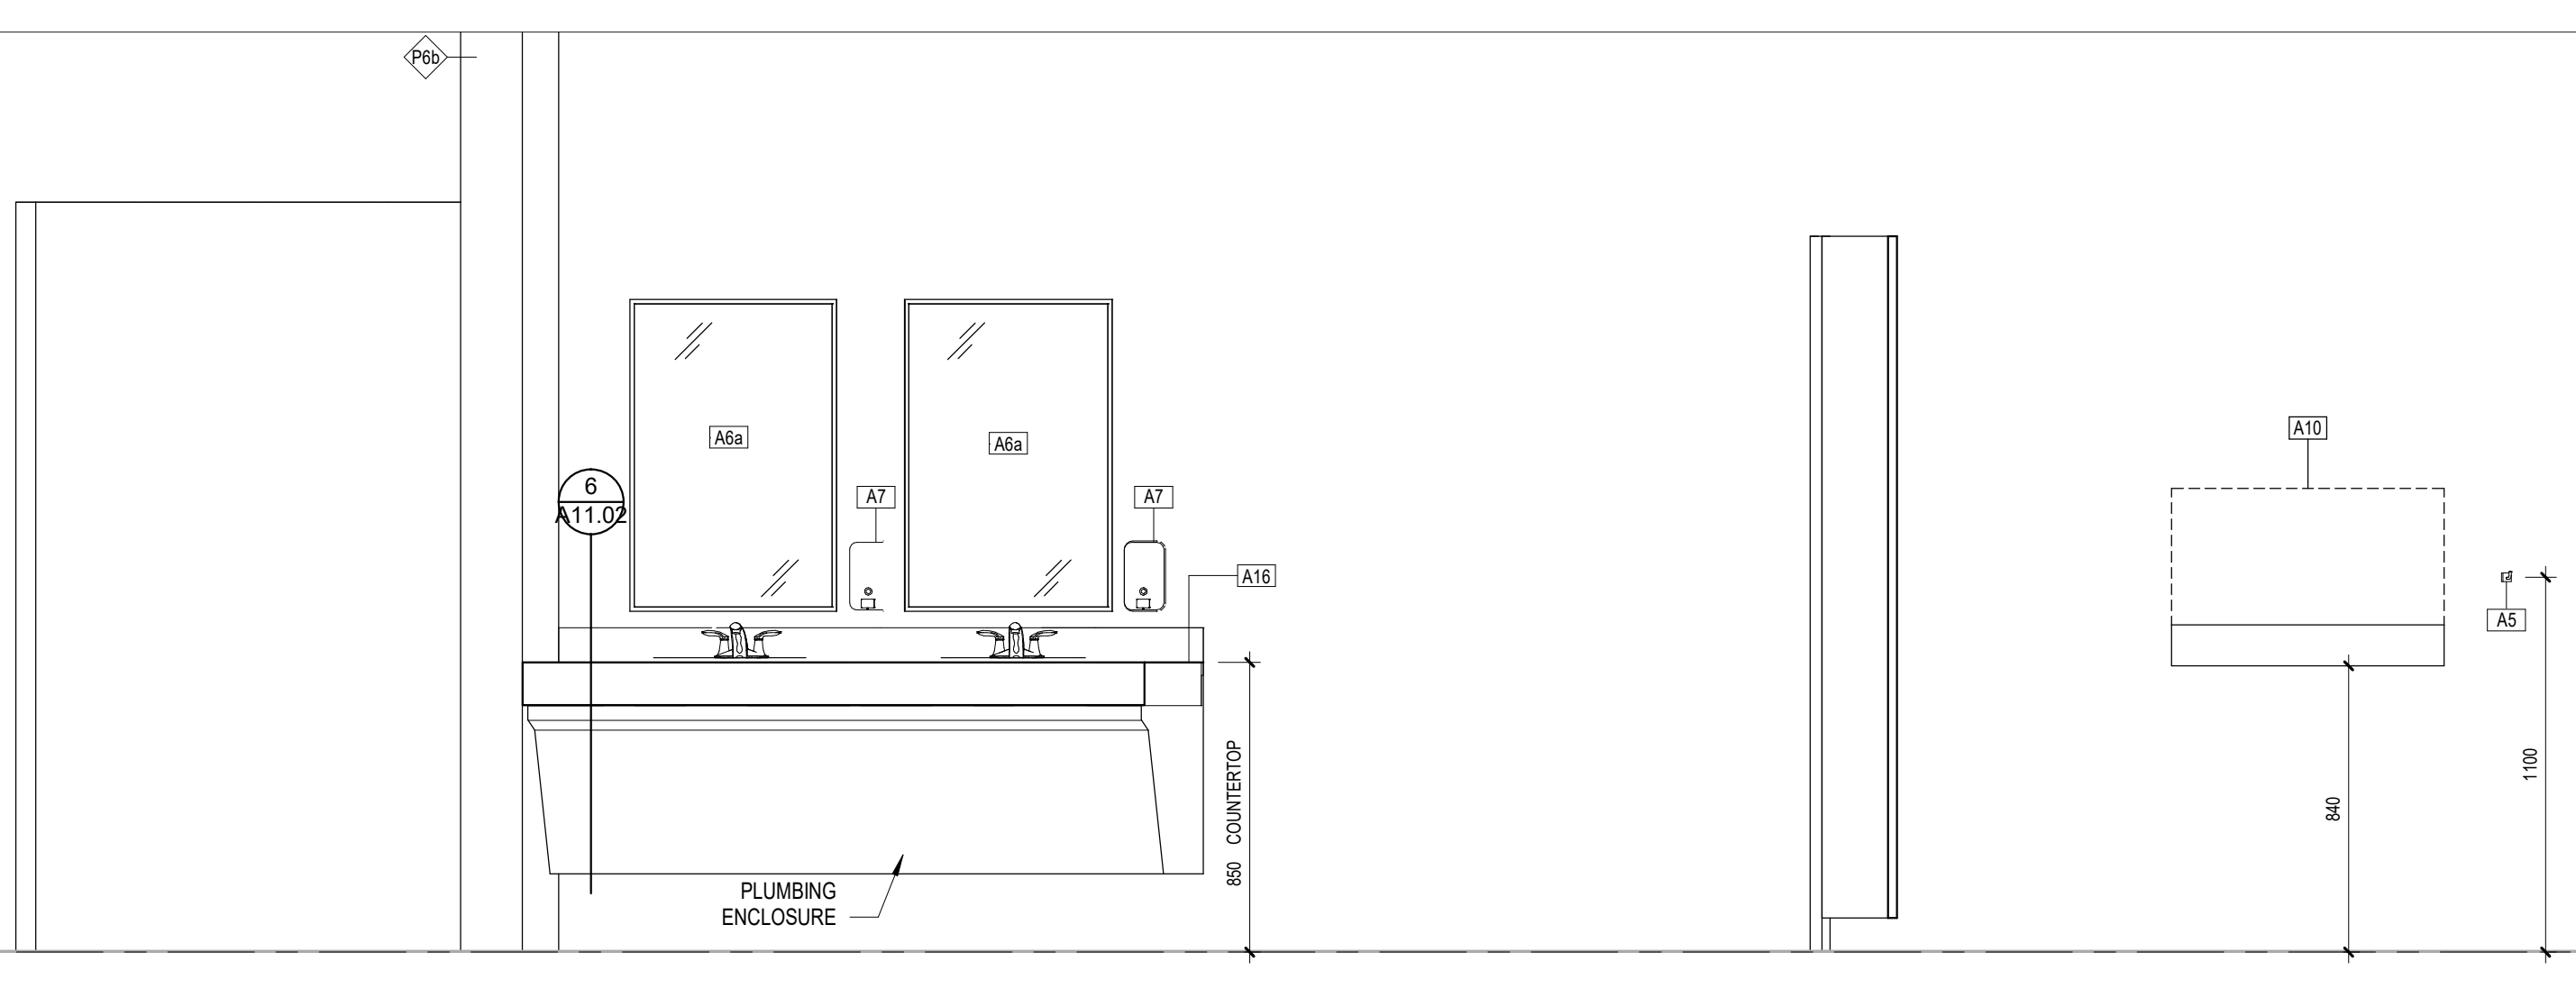 P6b
A6a
A6a
A10
6
A11.02
A7
A7
A16
A5
850 COUNTERTOP
840
1100
PLUMBING
ENCLOSURE